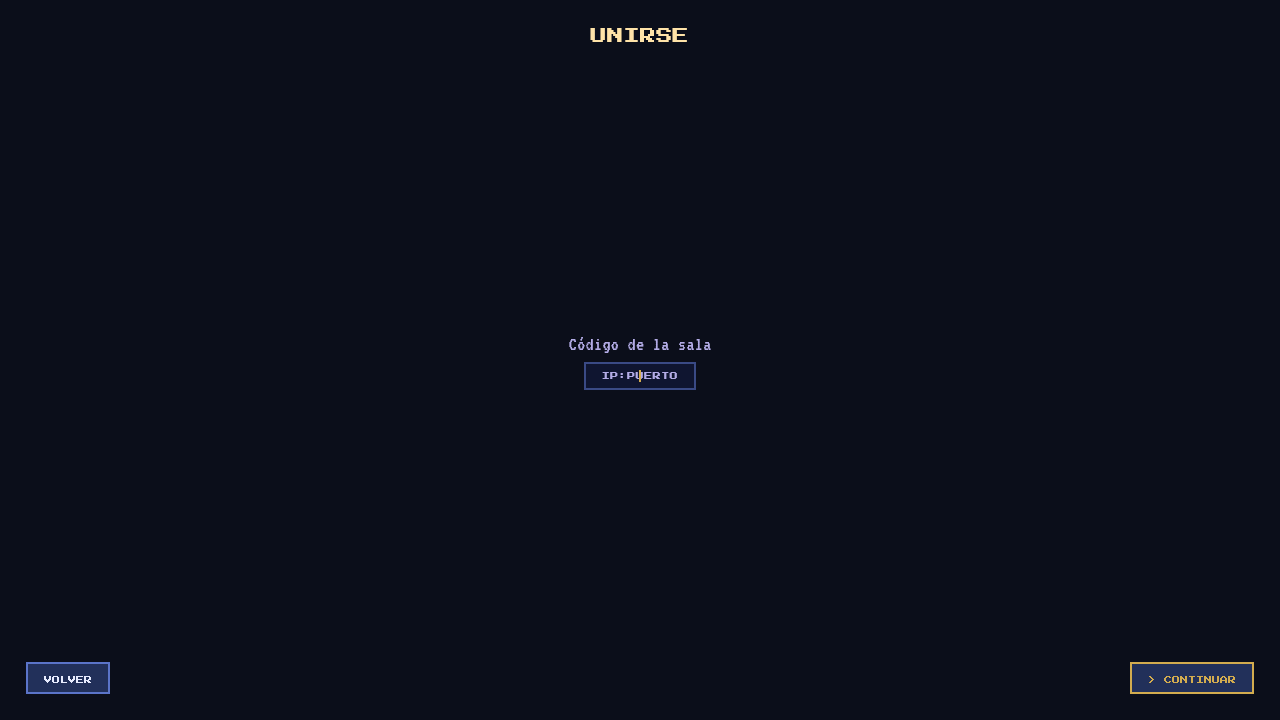 UNIRSE
Código de la sala
IP:PUERTO
VOLVER
> CONTINUAR